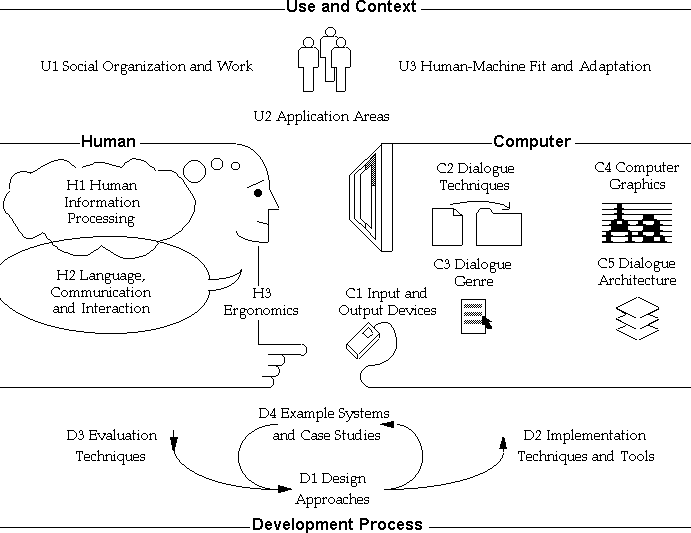 Use and Context
U1 Social Organization and Work
U3 Human-Machine Fit and Adaptation
U2 Application Areas
Human
Computer
H1 Human
Information
Processing
C2 Dialogue
Techniques
C4 Computer
Graphics
Aa
H2 Language,
Communication
and Interaction
H3
Ergonomics
C1 Input and
Output Devices
C3 Dialogue
Genre
C5 Dialogue
Architecture
D3 Evaluation
Techniques
D4 Example Systems
and Case Studies
D2 Implementation
Techniques and Tools
D1 Design
Approaches
Development Process